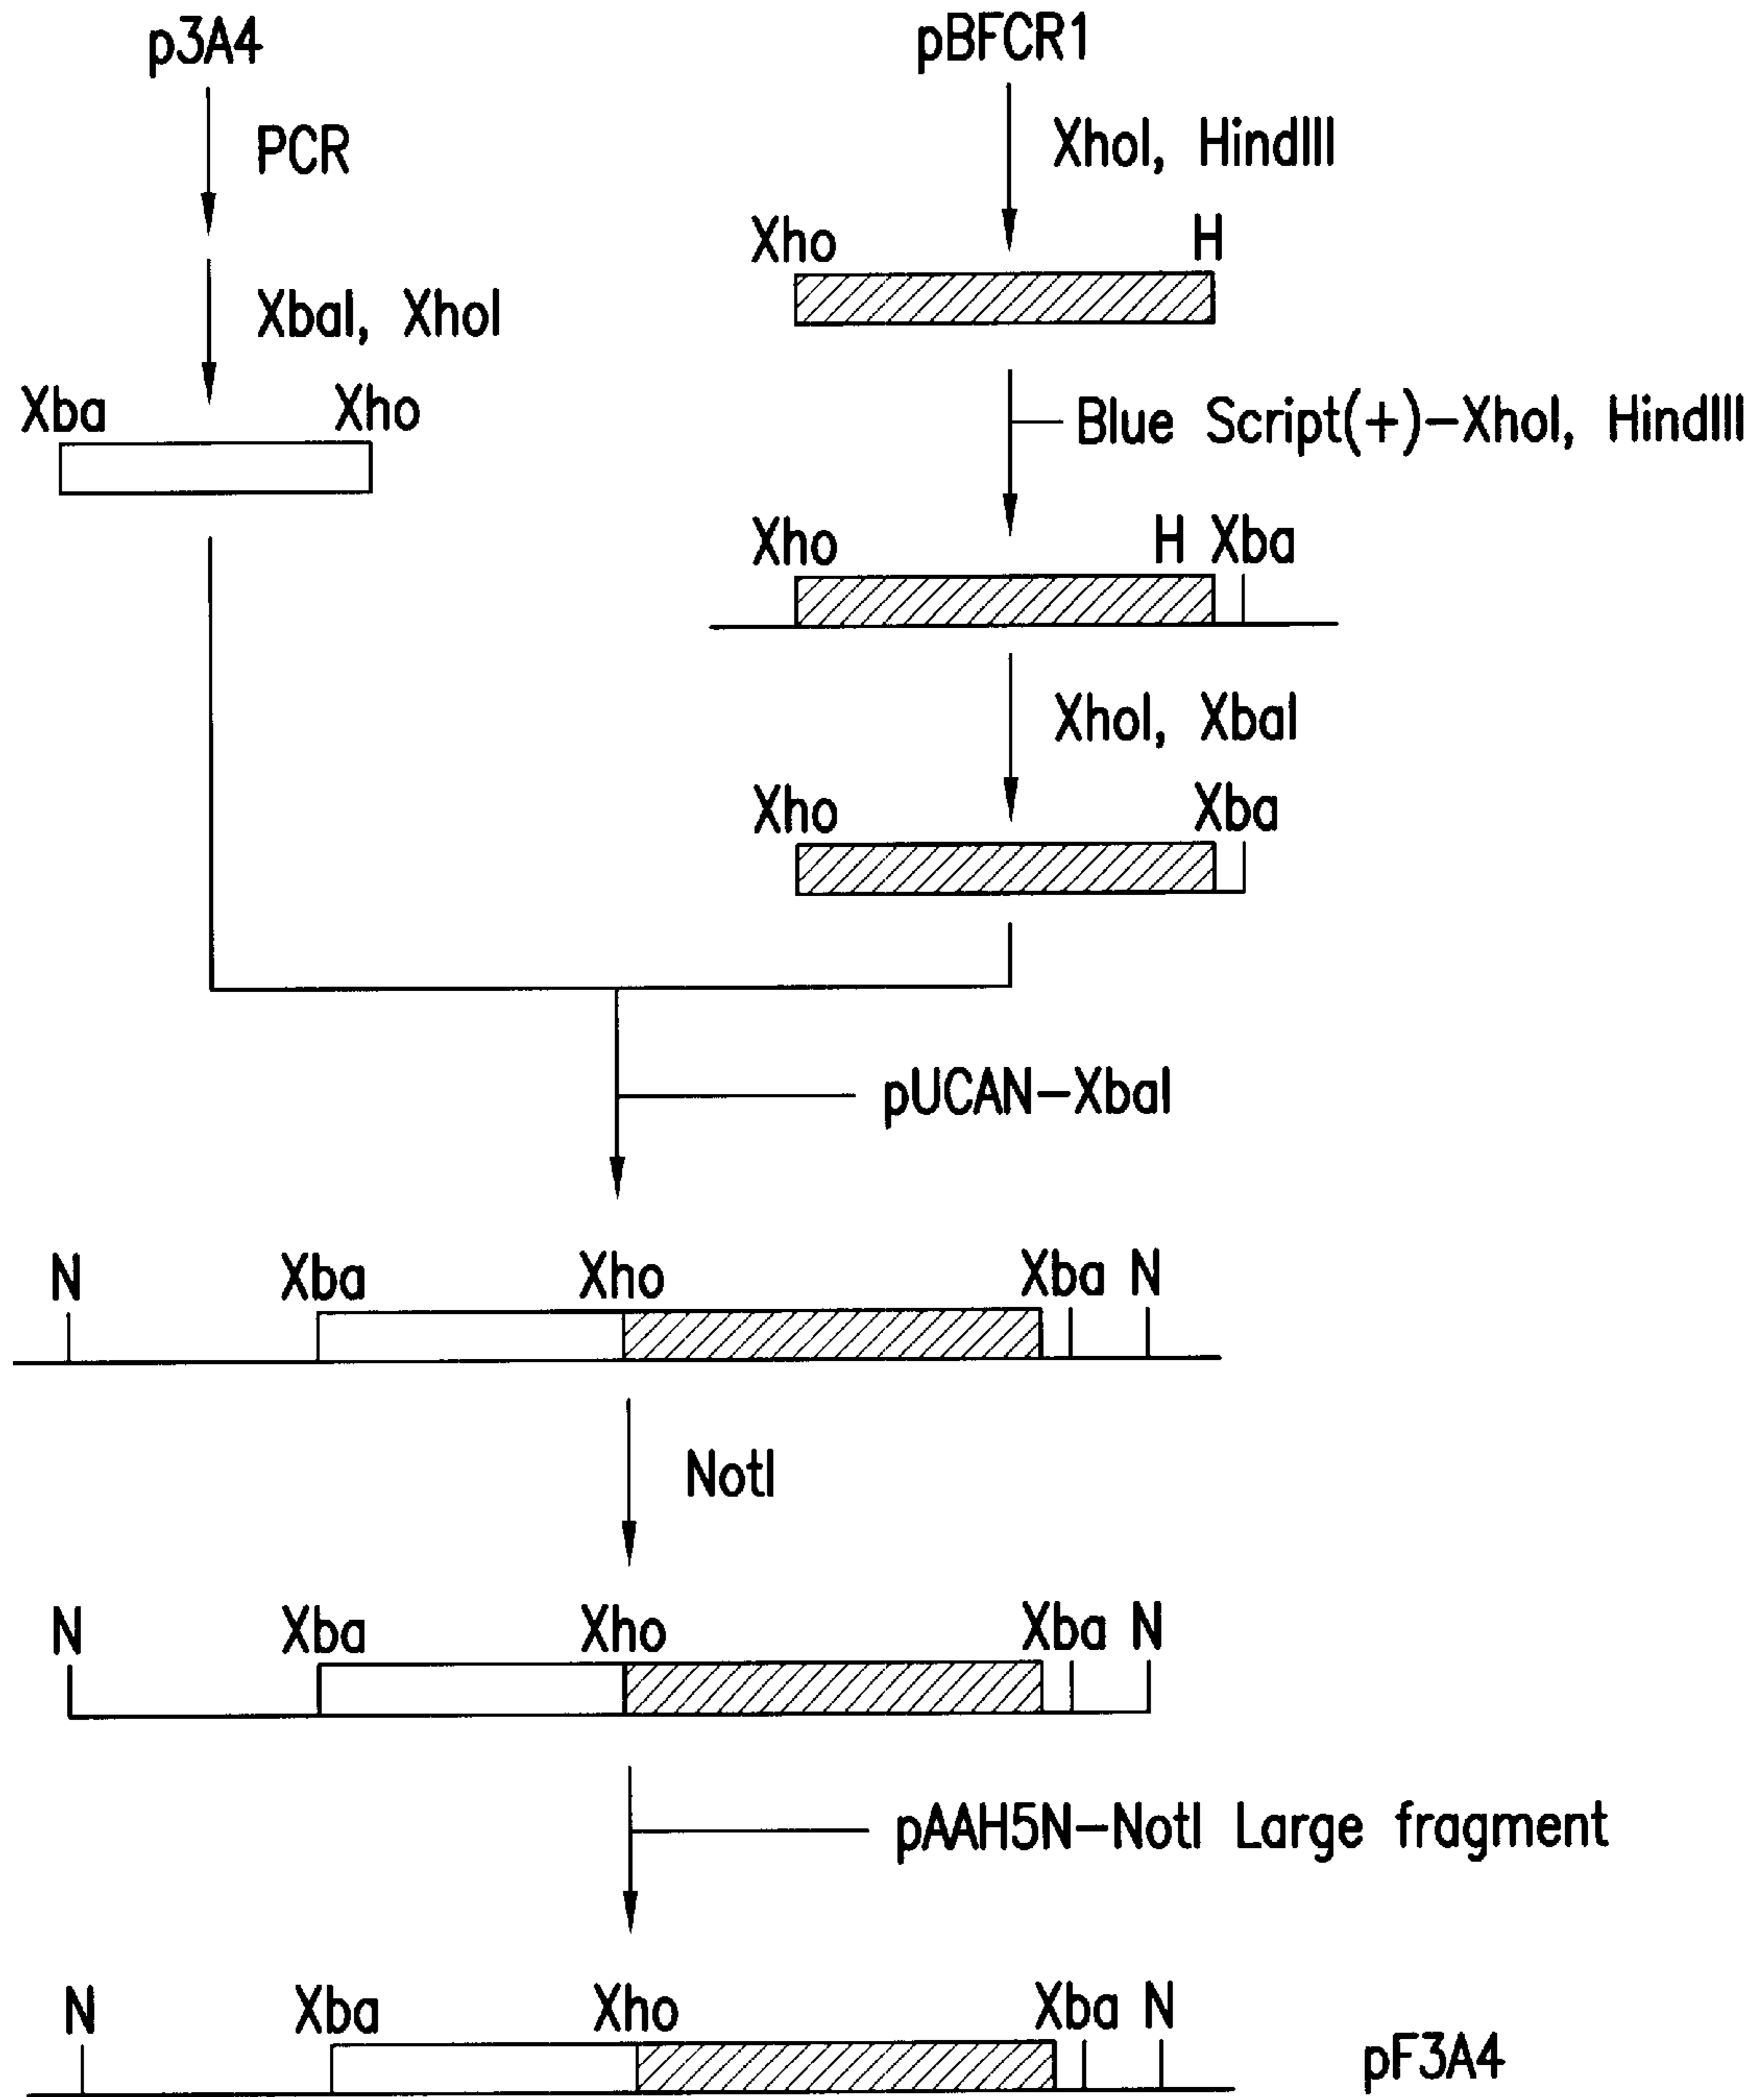 p3A4 pBFCR1
PCR XhoI, HindIII
Xho H
XbaI, XhoI
Xba Xho
Blue Script(+)-XhoI, HindIII
Xho H Xba
XhoI, XbaI
Xho Xba
pUCAN-XbaI
N Xba Xho Xba N
NotI
N Xba Xho Xba N
pAAH5N-NotI Large fragment
N Xba Xho Xba N
pF3A4